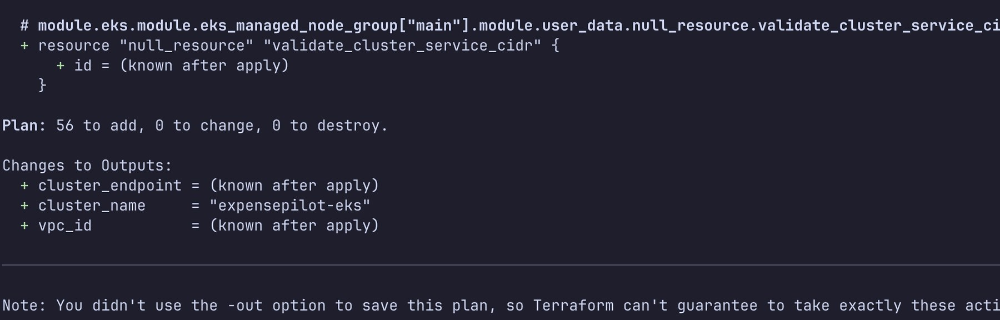 # module.eks.module.eks_managed_node_group["main"].module.user_data.null_resource.validate_cluster_service_ci
+ resource "null_resource" "validate_cluster_service_cidr" {
+ id = (known after apply)
}
Plan: 56 to add, 0 to change, 0 to destroy.
Changes to Outputs:
+ cluster_endpoint = (known after apply)
+ cluster_name     = "expensepilot-eks"
+ vpc_id           = (known after apply)
Note: You didn't use the -out option to save this plan, so Terraform can't guarantee to take exactly these acti